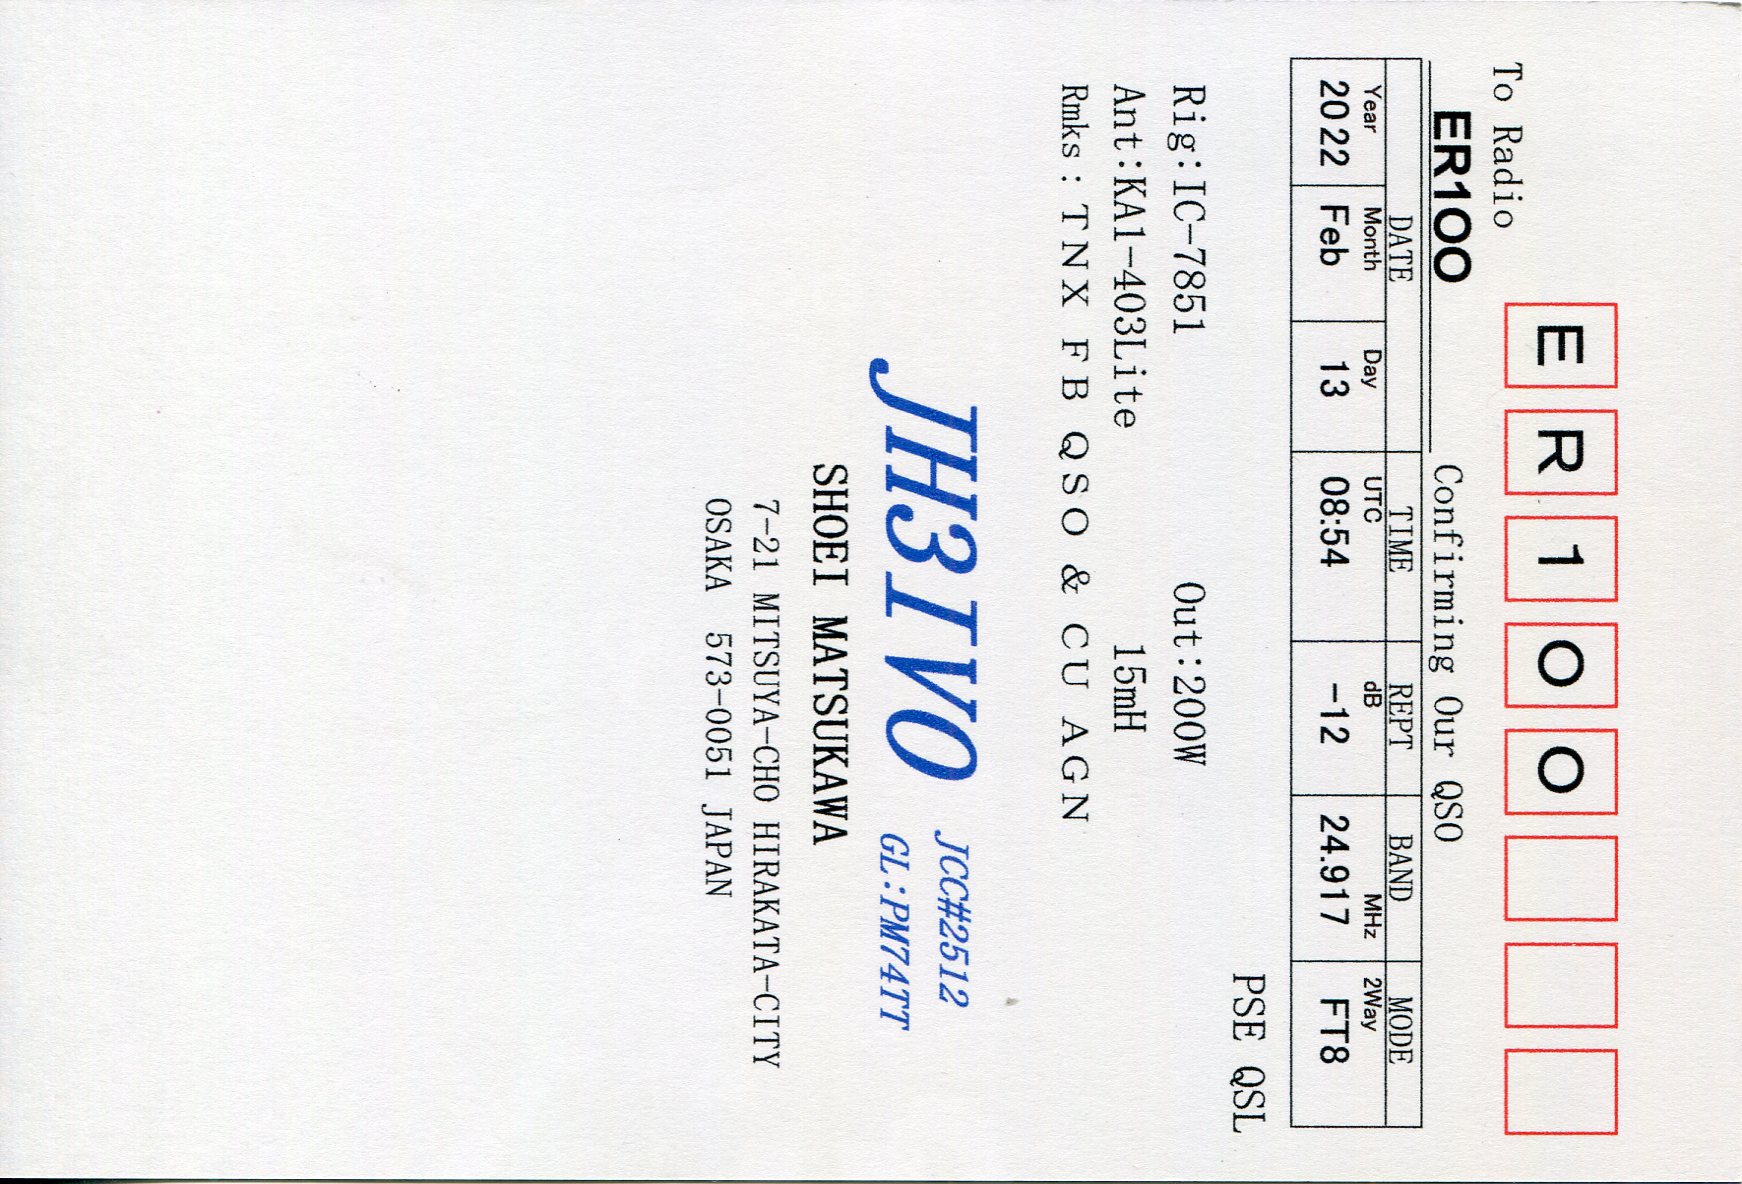 ER1OO
To Radio
ER1OO Confirming Our QSO
DATE TIME REPT BAND MODE
Year Month Day UTC dB MHz 2Way
2022 Feb 13 08:54 -12 24.917 FT8
PSE QSL
Rig:IC-7851 Out:200W
Ant:KA1-403Lite 15mH
Rmks: TNX FB QSO & CU AGN
JH3IVO JCC#2512
GL:PM74TT
SHOEI MATSUKAWA
7-21 MITSUYA-CHO HIRAKATA-CITY
OSAKA 573-0051 JAPAN